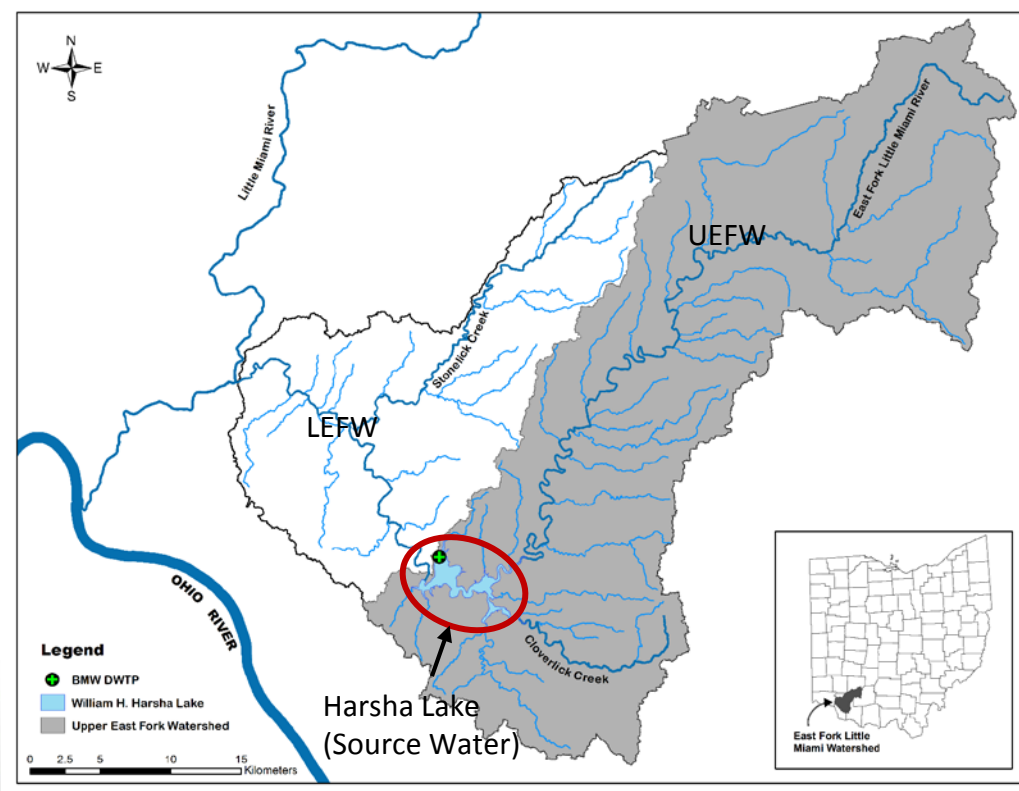 N
W E
S
Little Miami River
East Fork Little Miami River
UEFW
Stonelick Creek
LEFW
OHIO RIVER
Cloverlick Creek
Harsha Lake
(Source Water)
Legend
BMW DWTP
William H. Harsha Lake
Upper East Fork Watershed
0 2.5 5 10 15
Kilometers
East Fork Little
Miami Watershed